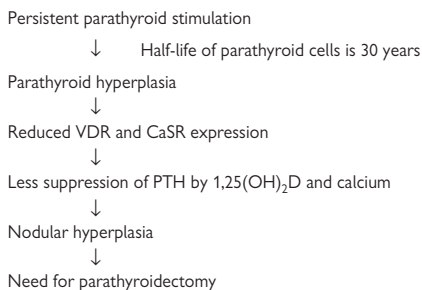 Persistent parathyroid stimulation
↓ Half-life of parathyroid cells is 30 years
Parathyroid hyperplasia
↓
Reduced VDR and CaSR expression
↓
Less suppression of PTH by 1,25(OH)₂D and calcium
↓
Nodular hyperplasia
↓
Need for parathyroidectomy